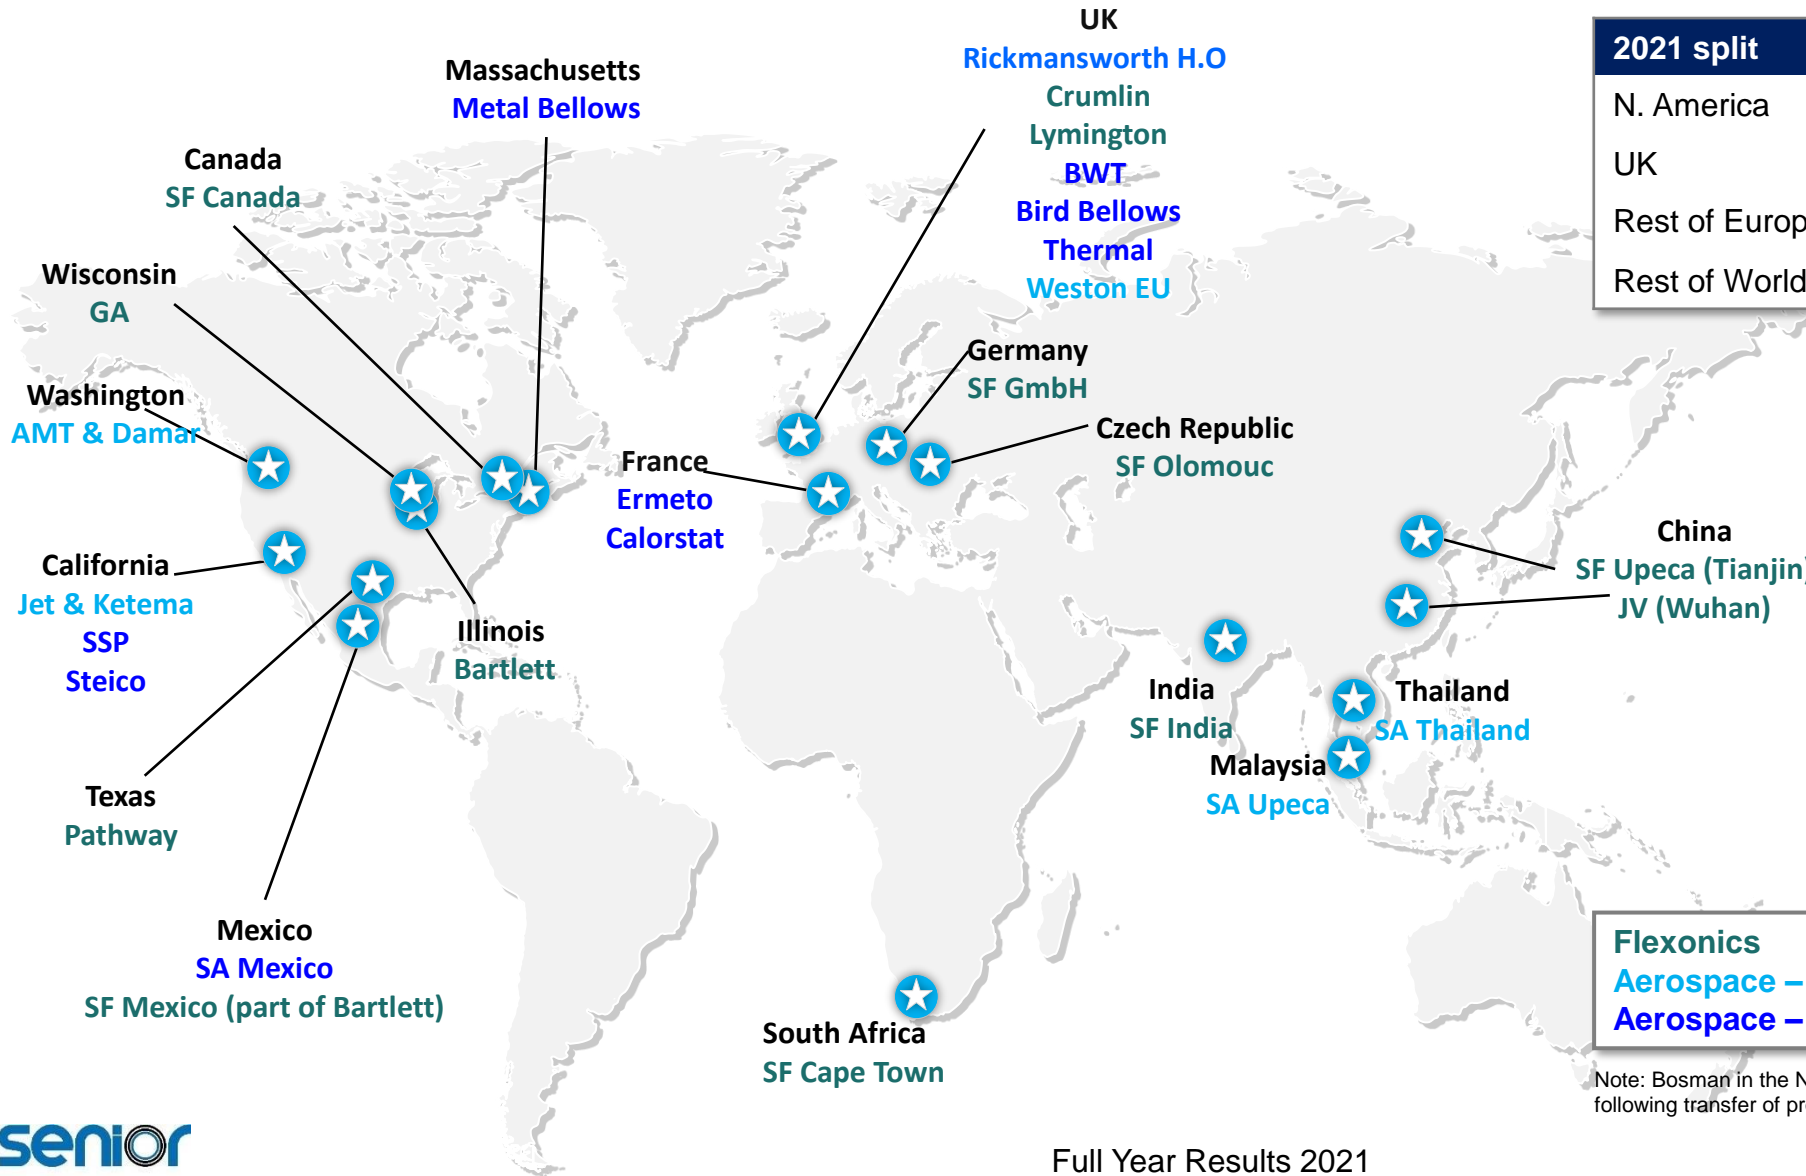 UK
Rickmansworth H.O
Crumlin
Lymington
BWT
Bird Bellows
Thermal
Weston EU
Massachusetts
Metal Bellows
Canada
SF Canada
Wisconsin
GA
Washington
AMT & Damar
California
Jet & Ketema
SSP
Steico
Texas
Pathway
Mexico
SA Mexico
SF Mexico (part of Bartlett)
Illinois
Bartlett
France
Ermeto
Calorstat
Germany
SF GmbH
Czech Republic
SF Olomouc
South Africa
SF Cape Town
India
SF India
Malaysia
SA Upeca
Thailand
SA Thailand
China
SF Upeca (Tianjin)
JV (Wuhan)
2021 split
N. America
UK
Rest of Europ
Rest of World
Flexonics
Aerospace –
Aerospace –
Note: Bosman in the N
following transfer of pr
senior
Full Year Results 2021